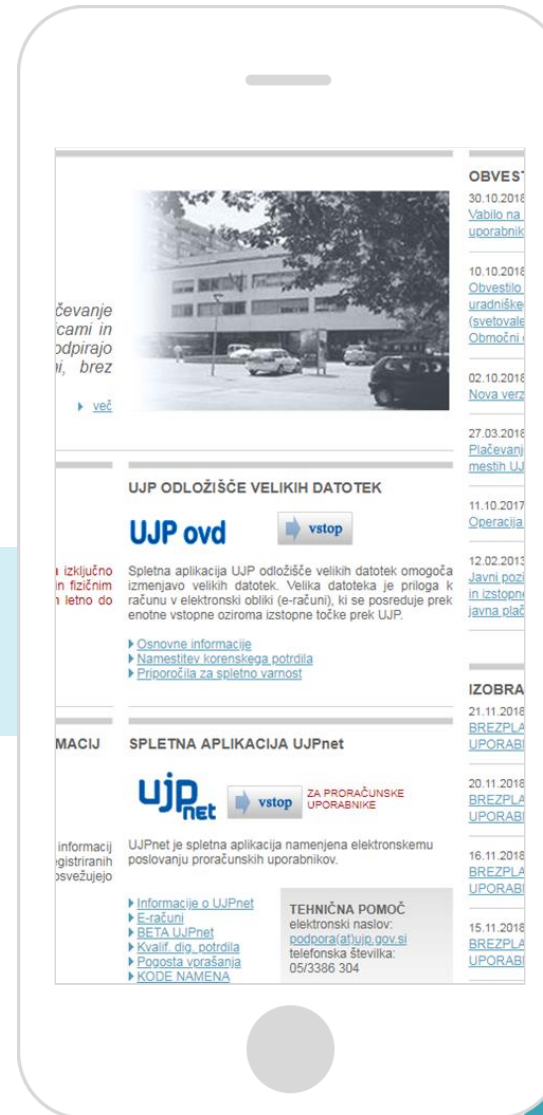 čevanje
cami in
odpirajo
i, brez
več
izključno
in fizičnim
letno do
MACIJ
informacij
egistriranih
osvežujejo
UJP ODLOŽIŠČE VELIKIH DATOTEK
UJP ovd
vstop
Spletna aplikacija UJP odložišče velikih datotek omogoča
izmenjavo velikih datotek. Velika datoteka je priloga k
računu v elektronski obliki (e-računi), ki se posreduje prek
enotne vstopne oziroma izstopne točke prek UJP.
Osnovne informacije
Namestitev korenskega potrdila
Priporočila za spletno varnost
SPLETNA APLIKACIJA UJPnet
ujp
net
vstop
ZA PRORAČUNSKE
UPORABNIKE
UJPnet je spletna aplikacija namenjena elektronskemu
poslovanju proračunskih uporabnikov.
Informacije o UJPnet
E-računi
BETA UJPnet
Kvalif. dig. potrdila
Pogosta vprašanja
KODE NAMENA
TEHNIČNA POMOČ
elektronski naslov:
podpora(at)ujp.gov.si
telefonska številka:
05/3386 304
OBVEST
30.10.2018
Vabilo na
uporabnik
10.10.2018
Obvestilo
uradniške
(svetovale
Območni
02.10.2018
Nova verz
27.03.2018
Plačevanj
mestih UJ
11.10.2017
Operacija
12.02.2013
Javni pozi
in izstopne
javna plač
IZOBRA
21.11.2018
BREZPLA
UPORABI
20.11.2018
BREZPLA
UPORABI
16.11.2018
BREZPLA
UPORABI
15.11.2018
BREZPLA
UPORABI